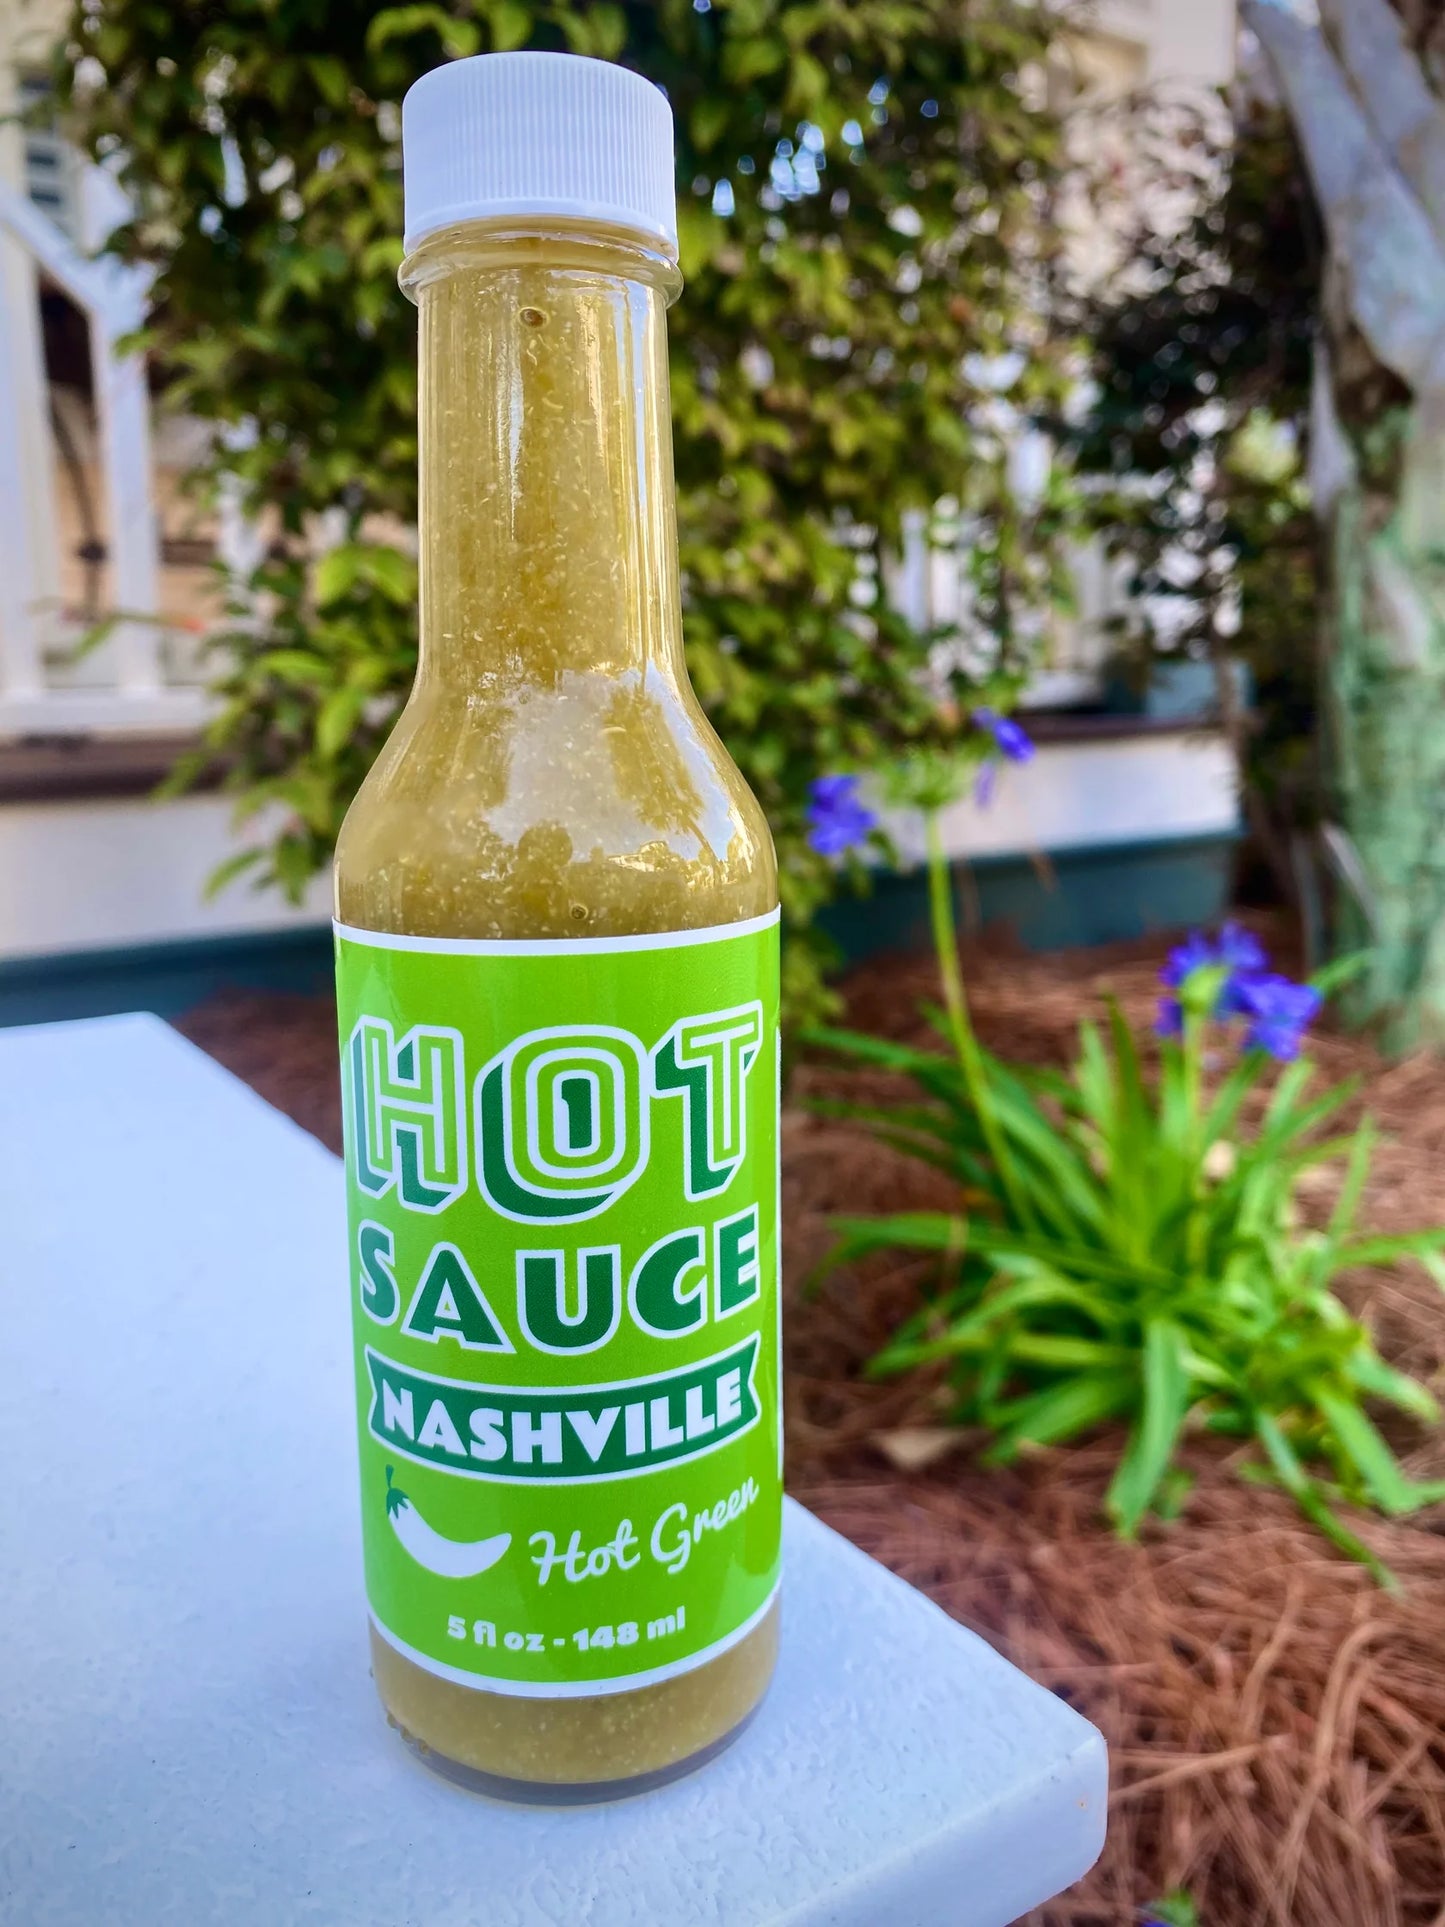 HOT
SAUCE
NASHVILLE
Hot Green
5 fl oz - 148 ml